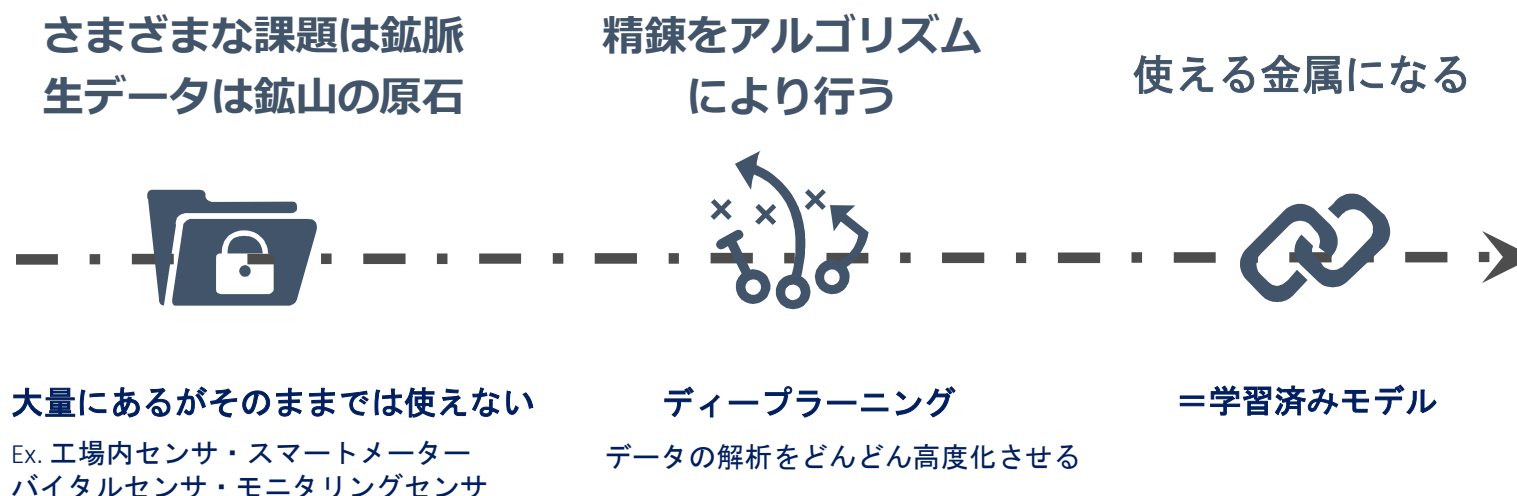 さまざまな課題は鉱脈
生データは鉱山の原石
精錬をアルゴリズム
により行う
使える金属になる
大量にあるがそのままでは使えない
Ex. 工場内センサ・スマートメーター
バイタルセンサ・モニタリングセンサ
ディープラーニング
データの解析をどんどん高度化させる
＝学習済みモデル